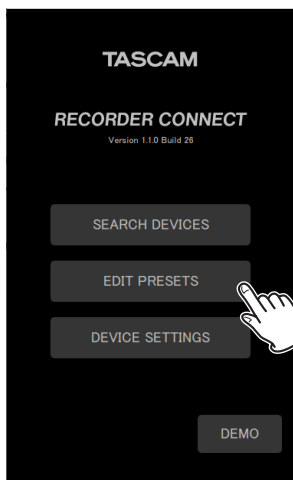 TASCAM
RECORDER CONNECT
Version 1.1.0 Build 26
SEARCH DEVICES
EDIT PRESETS
DEVICE SETTINGS
DEMO